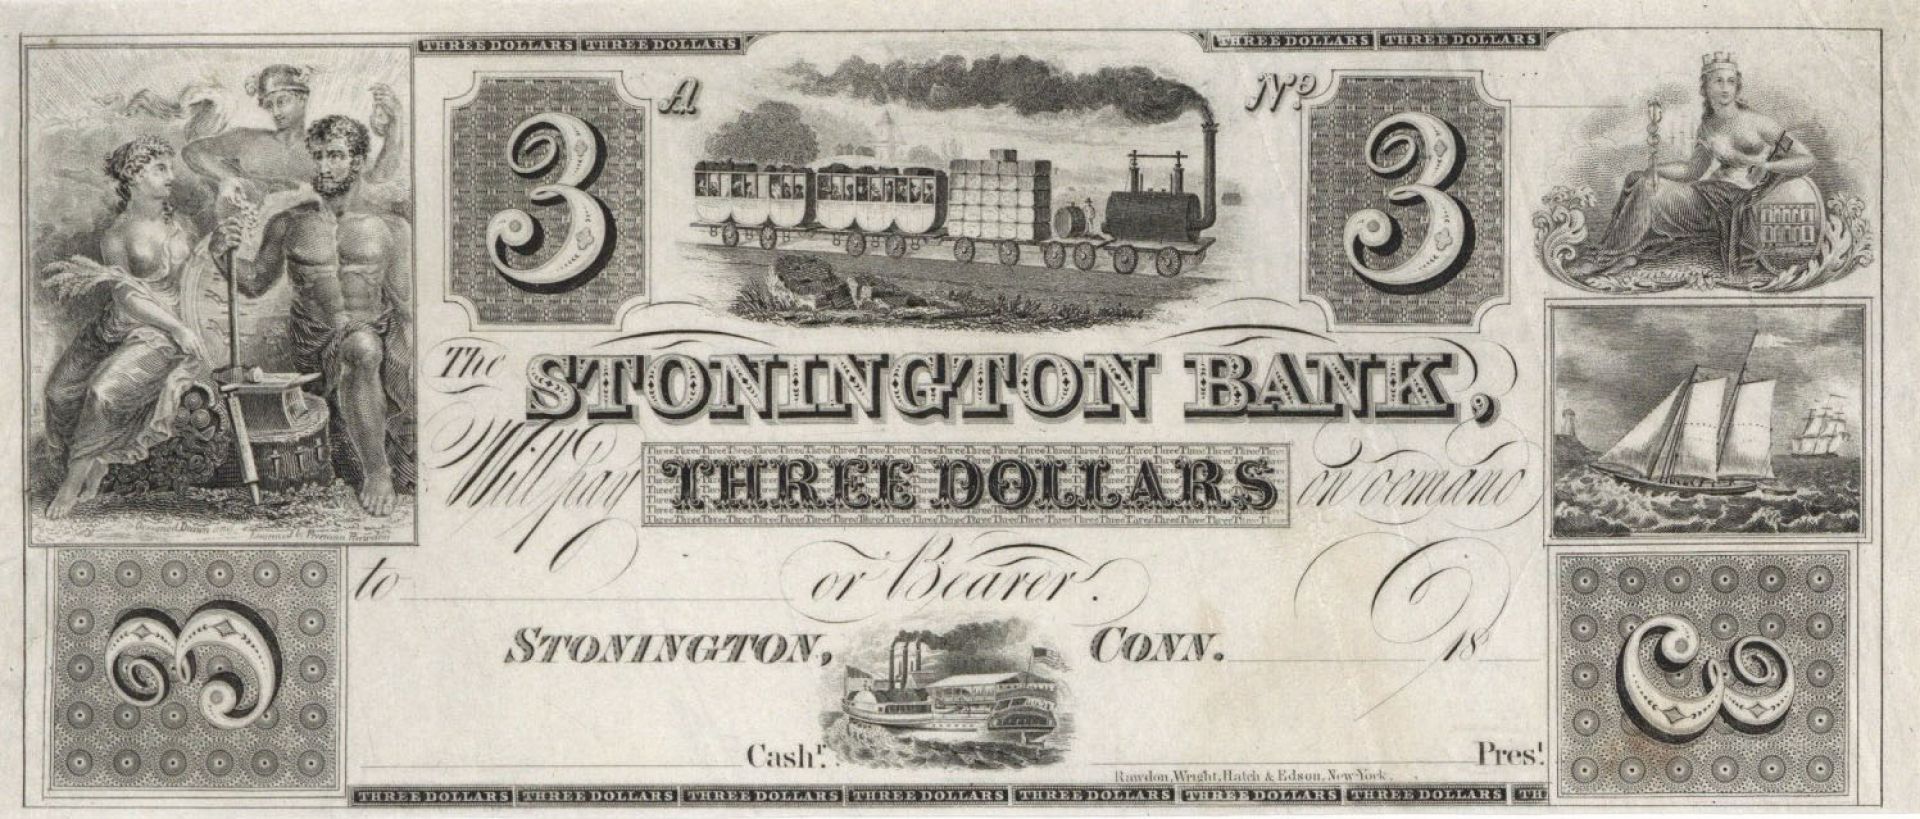 THREE DOLLARS THREE DOLLARS THREE DOLLARS THREE DOLLARS
3 A Nº. 3
The STONINGTON BANK,
Will pay THREE DOLLARS on demand
to or Bearer.
STONINGTON, CONN. 18
3 3
Cash.r Pres.t
Rawdon, Wright, Hatch & Edson, New-York.
THREE DOLLARS THREE DOLLARS THREE DOLLARS THREE DOLLARS THREE DOLLARS THREE DOLLARS THREE DOLLARS TH